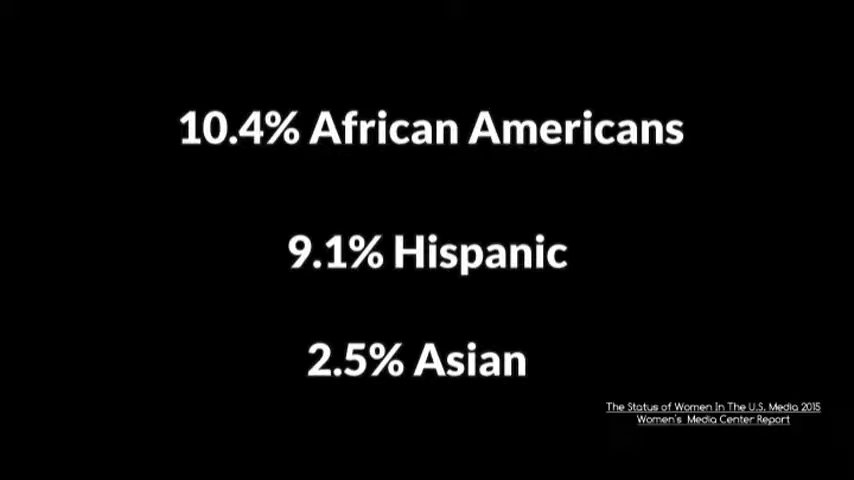 10.4% African Americans
9.1% Hispanic
2.5% Asian
The Status of Women In The U.S. Media 2015
Women's Media Center Report